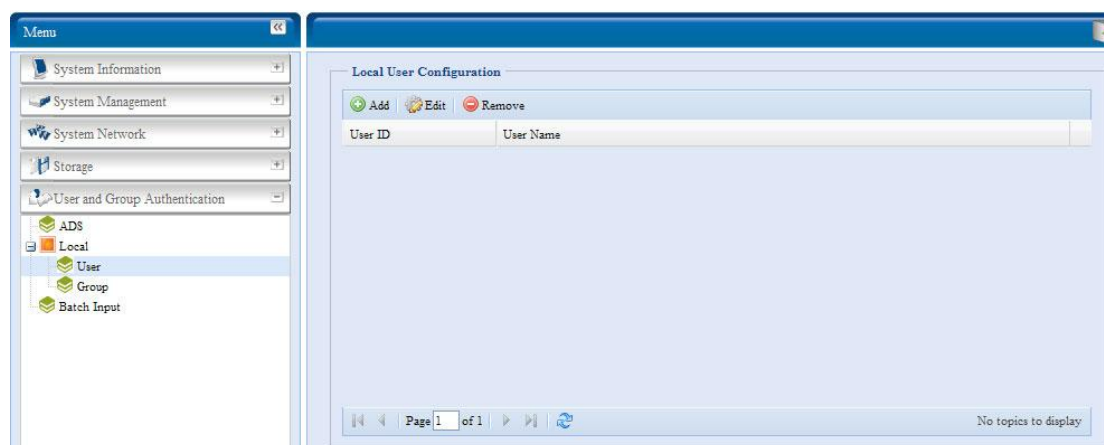 Menu
System Information
System Management
System Network
Storage
User and Group Authentication
ADS
Local
User
Group
Batch Input
Local User Configuration
Add Edit Remove
User ID User Name
Page 1 of 1 No topics to display